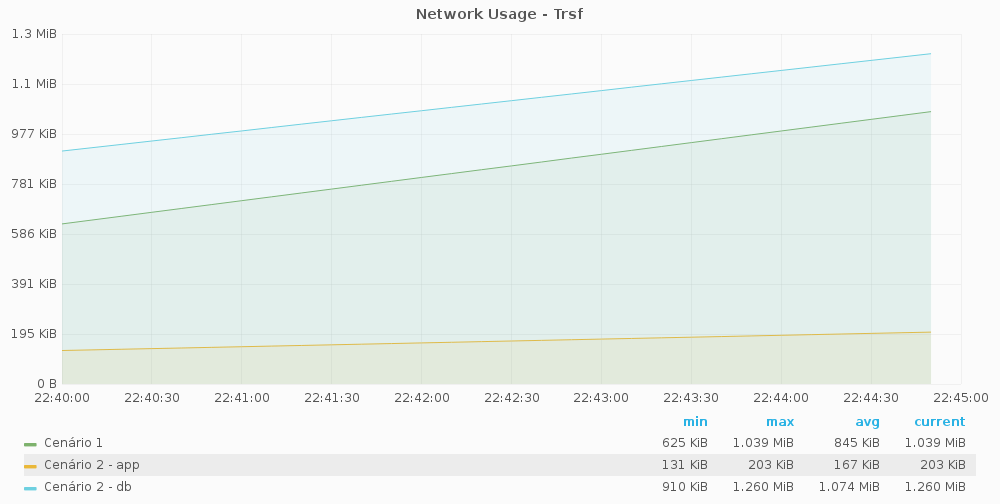 Network Usage - Trsf
1.3 MiB
1.1 MiB
977 KiB
781 KiB
586 KiB
391 KiB
195 KiB
0 B
22:40:00 22:40:30 22:41:00 22:41:30 22:42:00 22:42:30 22:43:00 22:43:30 22:44:00 22:44:30 22:45:00
min max avg current
Cenário 1 625 KiB 1.039 MiB 845 KiB 1.039 MiB
Cenário 2 - app 131 KiB 203 KiB 167 KiB 203 KiB
Cenário 2 - db 910 KiB 1.260 MiB 1.074 MiB 1.260 MiB